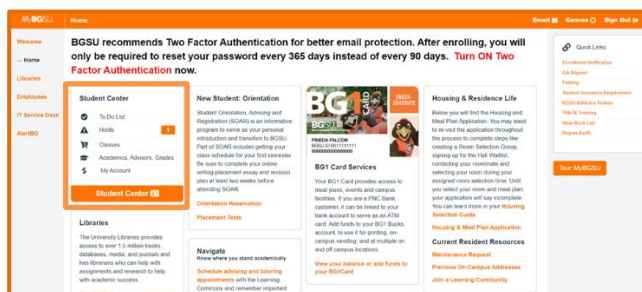 MyBGSU
Home
Email
Canvas
Sign Out
Welcome
→ Home
Libraries
Employees
IT Service Desk
AlertBG
BGSU recommends Two Factor Authentication for better email protection. After enrolling, you will
only be required to reset your password every 365 days instead of every 90 days. Turn ON Two
Factor Authentication now.
Student Center
To Do List
Holds 1
Classes
Academics, Advisors, Grades
My Account
Student Center
Libraries
The University Libraries provides
access to over 1.5 million books,
databases, media, and journals and
has librarians who can help with
assignments and research to help
with academic success.
New Student: Orientation
Student Orientation, Advising and
Registration (SOAR) is an informative
program to serve as your personal
introduction and transition to BGSU.
Part of SOAR includes getting your
class schedule for your first semester.
Be sure to complete your online
writing placement essay and revision
plan at least two weeks before
attending SOAR.
Orientation Reservation
Placement Tests
Navigate
Know where you stand academically
Schedule advising and tutoring
appointments with the Learning
Commons and remember important
BG1
UNDER-
GRADUATE
FRIEDA FALCON
BG1 Card Services
Your BG1 Card provides access to
meal plans, events and campus
facilities. If you are a PNC Bank
customer, it can be linked to your
bank account to serve as an ATM
card. Add funds to your BG1 Bucks
account, to use it for printing, on-
campus vending, and at multiple on
and off campus locations.
View your balance or add funds to
your BG1Card
Housing & Residence Life
Below you will find the Housing and
Meal Plan Application. You may need
to re-visit the application throughout
the process to complete steps like
creating a Room Selection Group,
signing up for the Hall Waitlist,
contacting your roommate and
selecting your room during your
assigned room selection time. Until
you select your room and meal plan,
your application will say incomplete.
You can learn more in your Housing
Selection Guide
Housing & Meal Plan Application
Current Resident Resources
Maintenance Request
Previous On-Campus Addresses
Join a Learning Community
Quick Links
Enrollment Verification
GA Stipend
Parking
Student Insurance Requirement
BGSU Athletics Tickets
Title IX Training
View Book List
Degree Audit
Tour MyBGSU